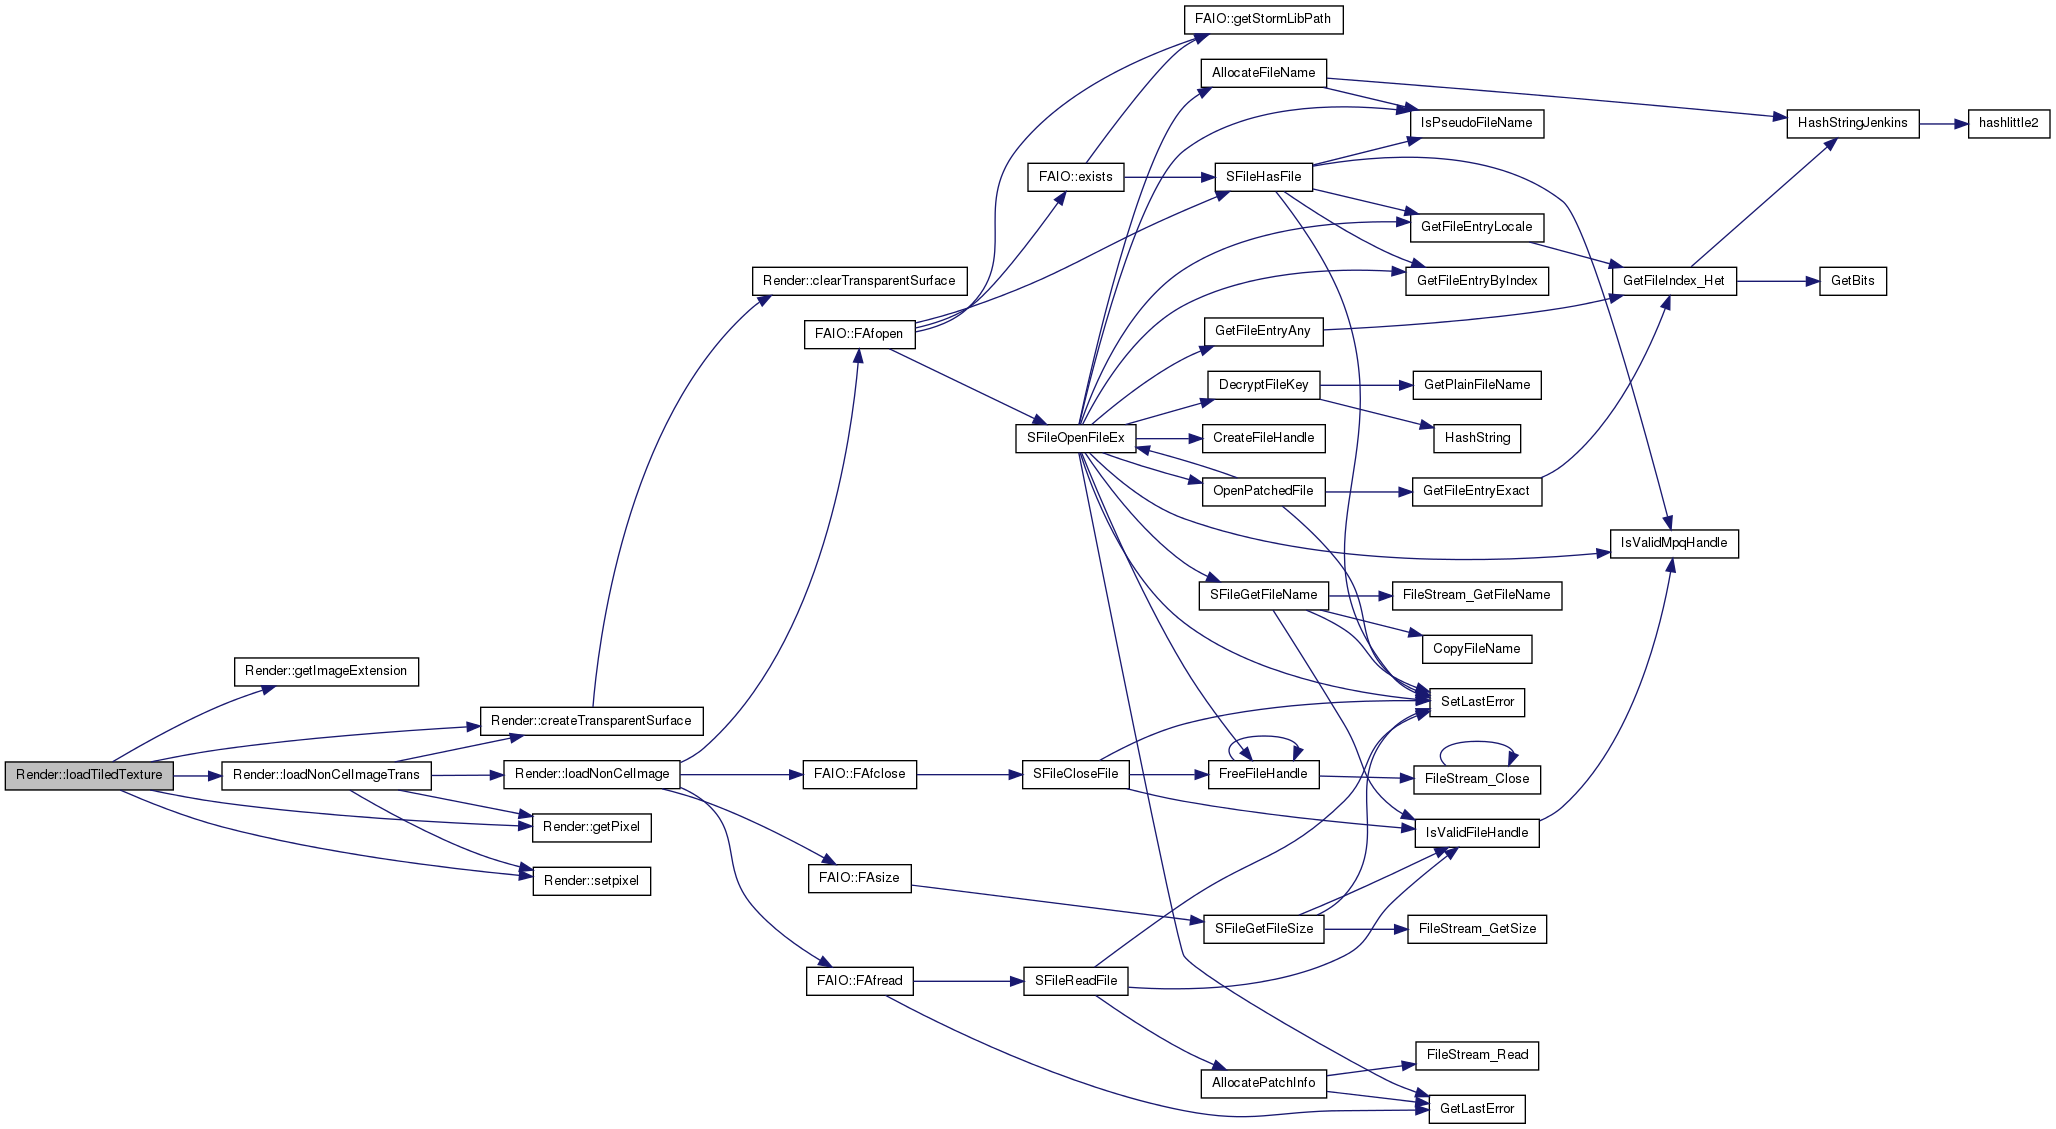 FAIO::getStormLibPath
AllocateFileName
IsPseudoFileName
HashStringJenkins
hashlittle2
FAIO::exists
SFileHasFile
GetFileEntryLocale
Render::clearTransparentSurface
GetFileEntryByIndex
GetFileIndex_Het
GetBits
FAIO::FAfopen
GetFileEntryAny
DecryptFileKey
GetPlainFileName
SFileOpenFileEx
CreateFileHandle
HashString
OpenPatchedFile
GetFileEntryExact
IsValidMpqHandle
SFileGetFileName
FileStream_GetFileName
CopyFileName
Render::getImageExtension
SetLastError
Render::createTransparentSurface
Render::loadTiledTexture
Render::loadNonCelImageTrans
Render::loadNonCelImage
FAIO::FAfclose
SFileCloseFile
FreeFileHandle
FileStream_Close
Render::getPixel
IsValidFileHandle
Render::setpixel
FAIO::FAsize
SFileGetFileSize
FileStream_GetSize
FAIO::FAfread
SFileReadFile
FileStream_Read
AllocatePatchInfo
GetLastError